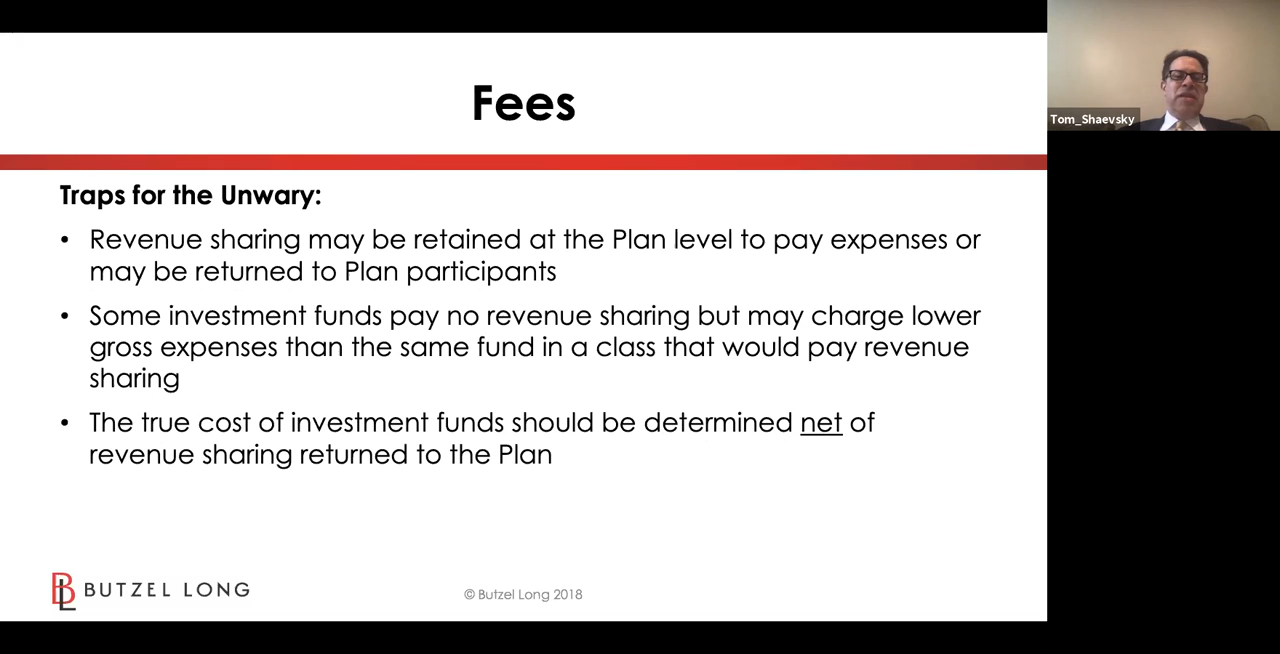 Fees
Tom_Shaevsky
Traps for the Unwary:
• Revenue sharing may be retained at the Plan level to pay expenses or
may be returned to Plan participants
• Some investment funds pay no revenue sharing but may charge lower
gross expenses than the same fund in a class that would pay revenue
sharing
• The true cost of investment funds should be determined net of
revenue sharing returned to the Plan
BL BUTZEL LONG
© Butzel Long 2018